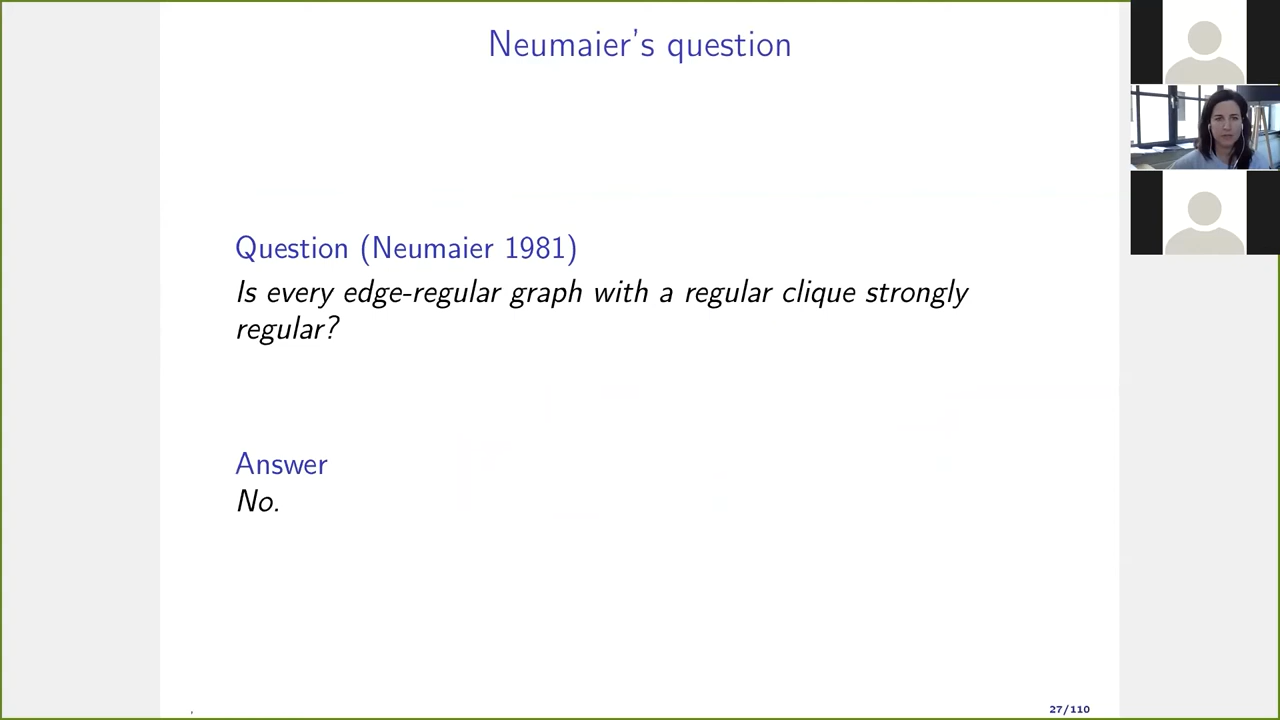 Neumaier's question
Question (Neumaier 1981)
Is every edge-regular graph with a regular clique strongly
regular?
Answer
No.
27/110